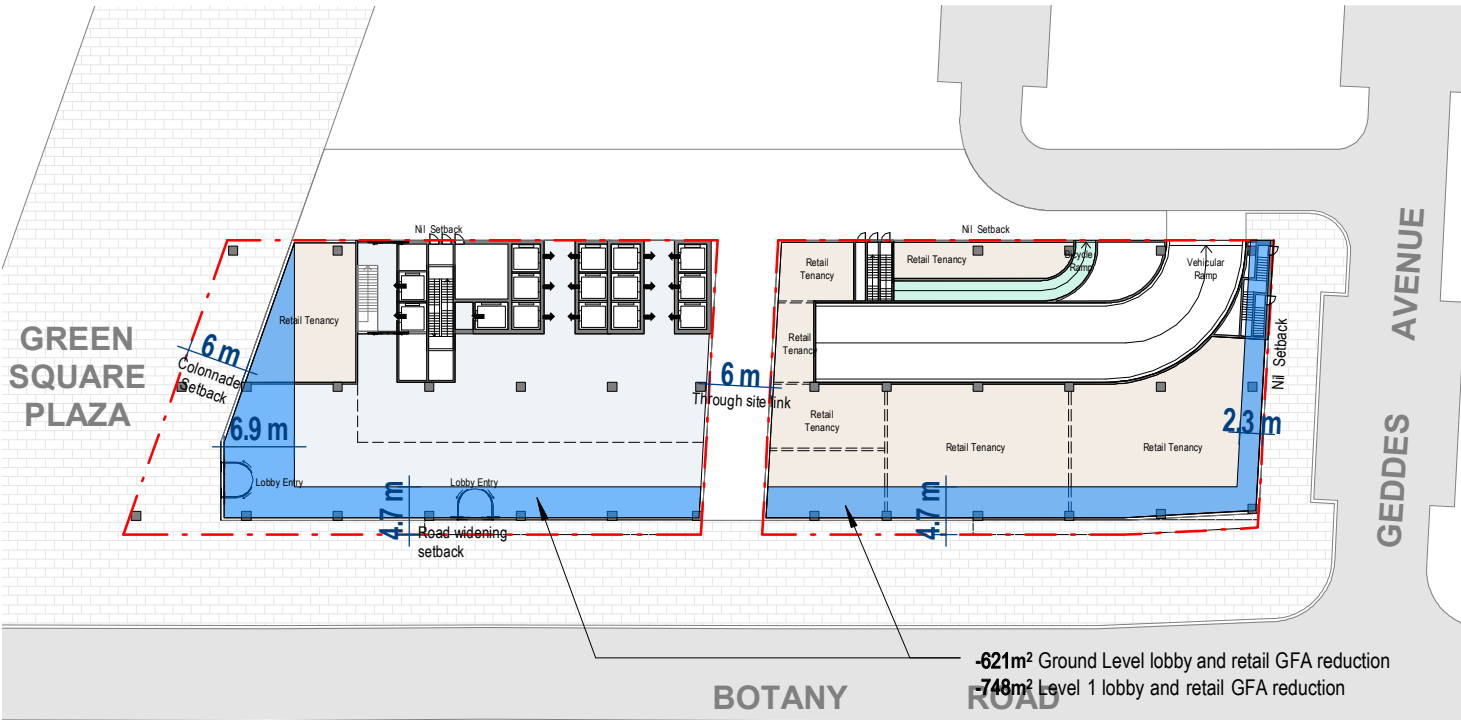 Nil Setback
Nil Setback
Retail
Tenancy
Retail Tenancy
Bicycle
Ramp
Vehicular
Ramp
AVENUE
Retail Tenancy
GREEN
SQUARE
PLAZA
6 m
Colonnade
Setback
Retail
Tenancy
Nil Setback
6 m
Through site link
6.9 m
Retail
Tenancy
Retail Tenancy
Retail Tenancy
2.3 m
GEDDES
Lobby Entry
Lobby Entry
4.7 m
Road widening
setback
4.7 m
-621m² Ground Level lobby and retail GFA reduction
-748m² Level 1 lobby and retail GFA reduction
BOTANY ROAD